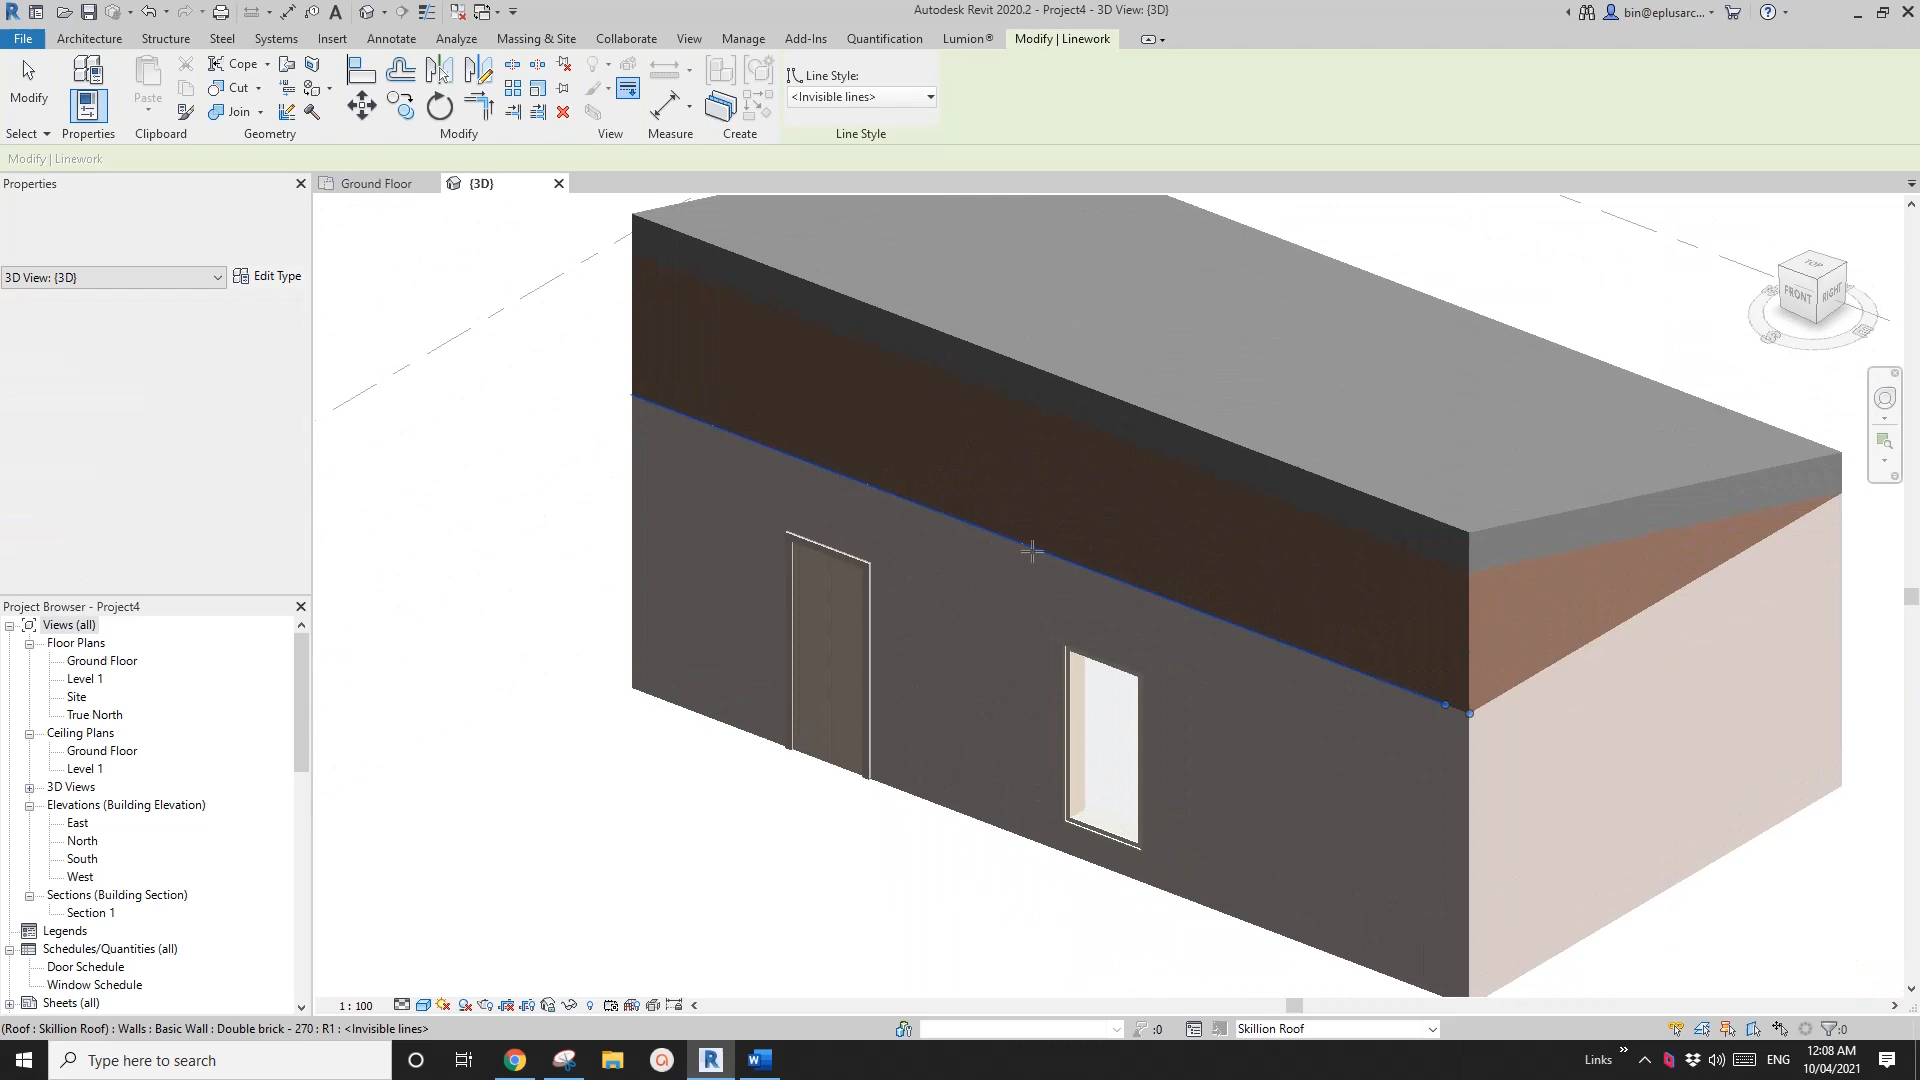 Autodesk Revit 2020.2 - Project4 - 3D View: {3D}
bin@eplusarc...
File Architecture Structure Steel Systems Insert Annotate Analyze Massing & Site Collaborate View Manage Add-Ins Quantification Lumion® Modify | Linework
Modify
Paste
Cope
Cut
Join
Line Style:
<Invisible lines>
Select Properties Clipboard Geometry Modify View Measure Create Line Style
Modify | Linework
Properties
Ground Floor
{3D}
3D View: {3D}
Edit Type
TOP
FRONT
RIGHT
Project Browser - Project4
Views (all)
Floor Plans
Ground Floor
Level 1
Site
True North
Ceiling Plans
Ground Floor
Level 1
3D Views
Elevations (Building Elevation)
East
North
South
West
Sections (Building Section)
Section 1
Legends
Schedules/Quantities (all)
Door Schedule
Window Schedule
Sheets (all)
1 : 100
(Roof : Skillion Roof) : Walls : Basic Wall : Double brick - 270 : R1 : <Invisible lines>
:0
Skillion Roof
:0
Type here to search
Links
ENG
12:08 AM
10/04/2021